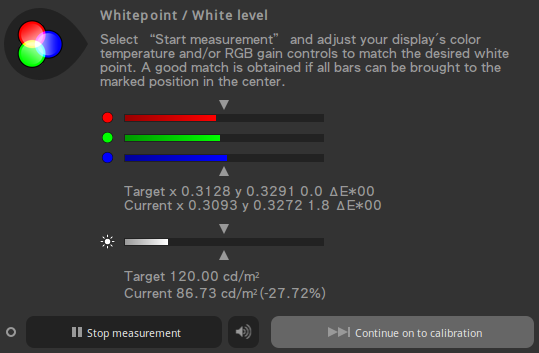 Whitepoint / White level
Select “Start measurement” and adjust your display´s color
temperature and/or RGB gain controls to match the desired white
point. A good match is obtained if all bars can be brought to the
marked position in the center.
Target x 0.3128 y 0.3291 0.0 ΔE*00
Current x 0.3093 y 0.3272 1.8 ΔE*00
Target 120.00 cd/m²
Current 86.73 cd/m² (-27.72%)
Stop measurement
Continue on to calibration